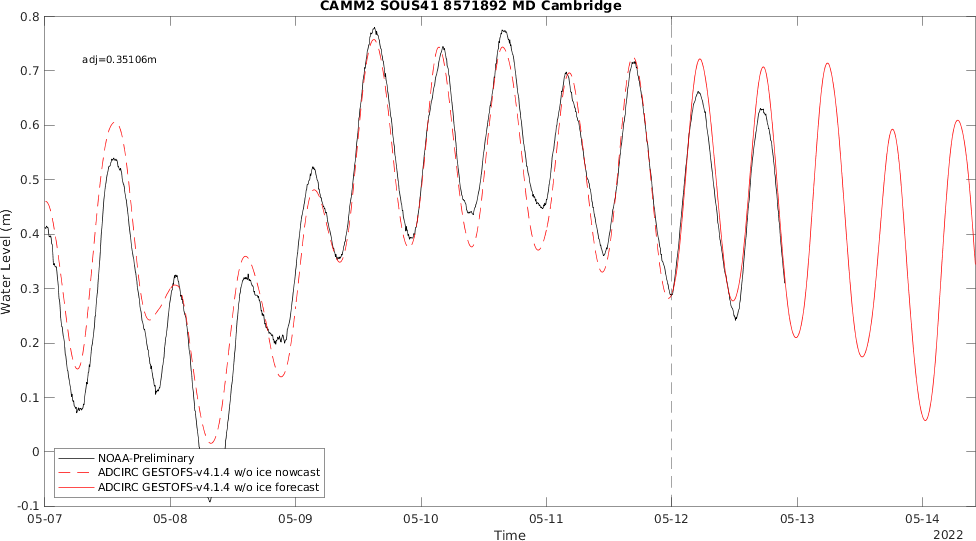 CAMM2 SOUS41 8571892 MD Cambridge
adj=0.35106m
Water Level (m)
0.8
0.7
0.6
0.5
0.4
0.3
0.2
0.1
0
-0.1
NOAA-Preliminary
ADCIRC GESTOFS-v4.1.4 w/o ice nowcast
ADCIRC GESTOFS-v4.1.4 w/o ice forecast
05-07 05-08 05-09 05-10 05-11 05-12 05-13 05-14
Time
2022